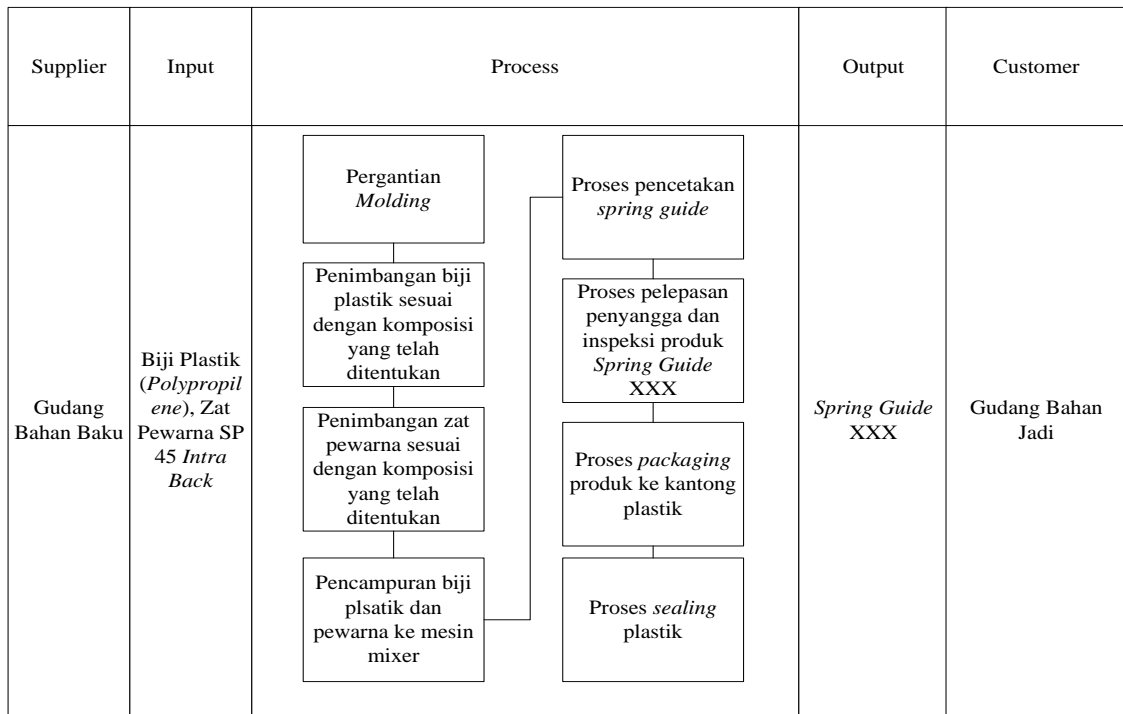 Supplier
Input
Process
Output
Customer
Gudang
Bahan Baku
Biji Plastik
(Polypropil
ene), Zat
Pewarna SP
45 Intra
Back
Pergantian
Molding
Penimbangan biji
plastik sesuai
dengan komposisi
yang telah
ditentukan
Penimbangan zat
pewarna sesuai
dengan komposisi
yang telah
ditentukan
Pencampuran biji
plsatik dan
pewarna ke mesin
mixer
Proses pencetakan
spring guide
Proses pelepasan
penyangga dan
inspeksi produk
Spring Guide
XXX
Proses packaging
produk ke kantong
plastik
Proses sealing
plastik
Spring Guide
XXX
Gudang Bahan
Jadi